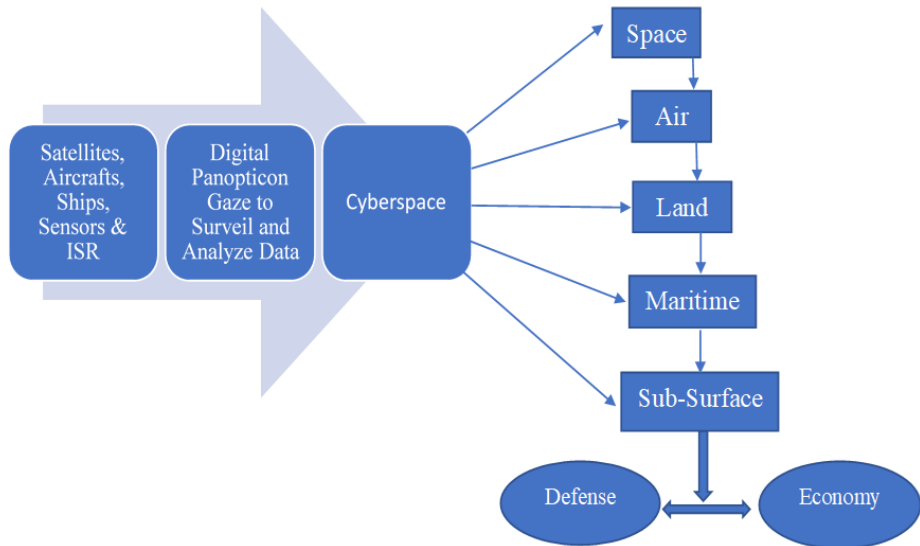 Satellites,
Aircrafts,
Ships,
Sensors &
ISR
Digital
Panopticon
Gaze to
Surveil and
Analyze Data
Cyberspace
Space
Air
Land
Maritime
Sub-Surface
Defense
Economy